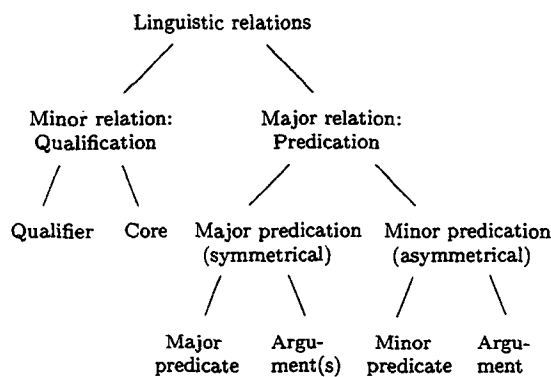 Linguistic relations
Minor relation: Major relation:
Qualification Predication
Qualifier Core Major predication Minor predication
(symmetrical) (asymmetrical)
Major Argu- Minor Argu-
predicate ment(s) predicate ment